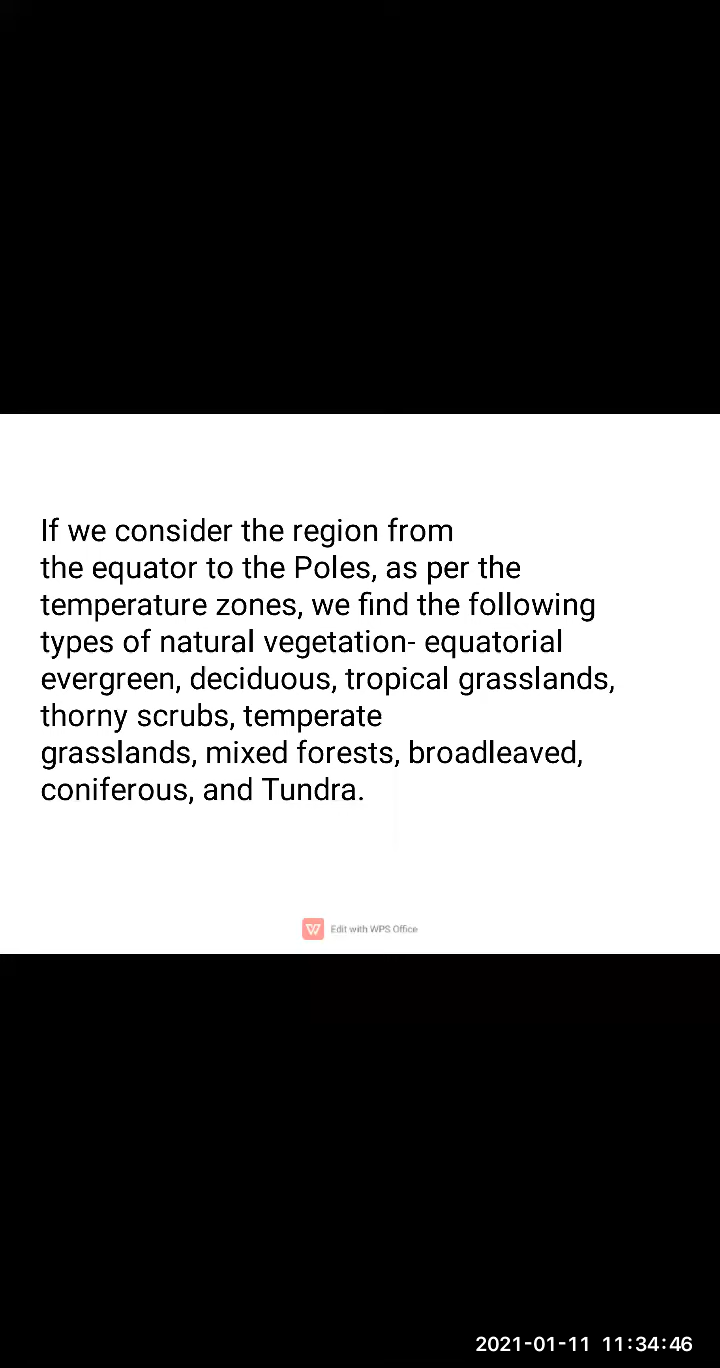 If we consider the region from
the equator to the Poles, as per the
temperature zones, we find the following
types of natural vegetation- equatorial
evergreen, deciduous, tropical grasslands,
thorny scrubs, temperate
grasslands, mixed forests, broadleaved,
coniferous, and Tundra.
Edit with WPS Office
2021-01-11 11:34:46